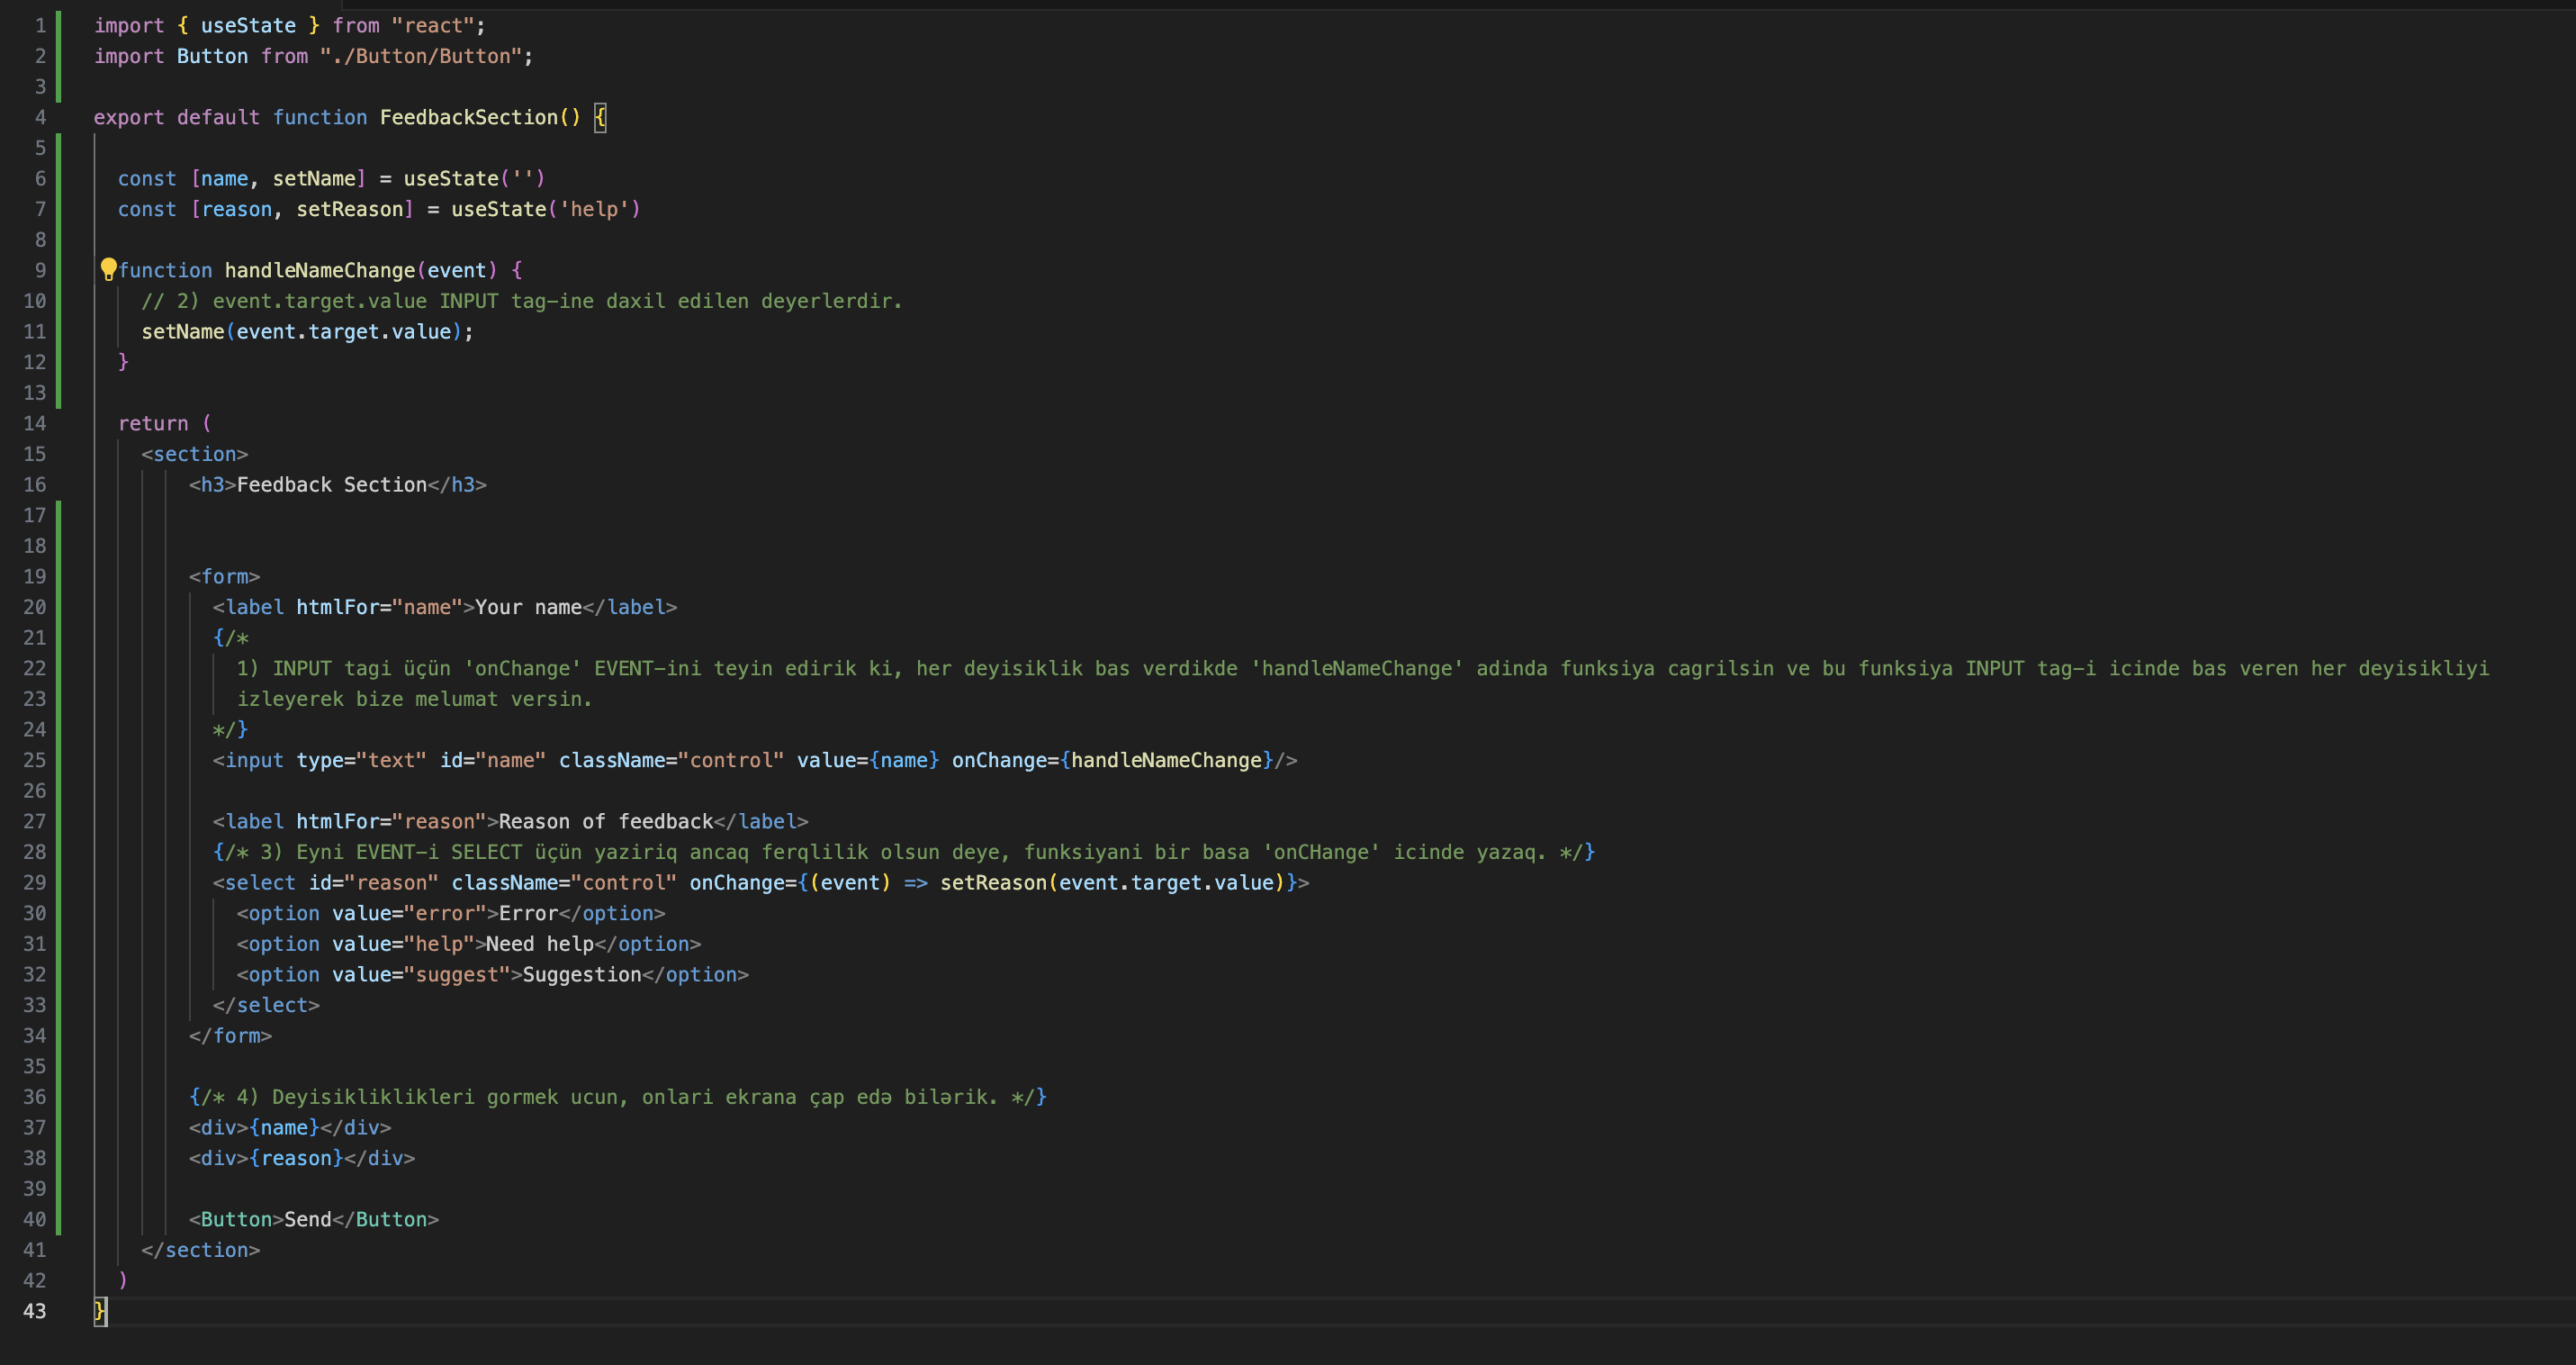 1 import { useState } from "react";
2 import Button from "./Button/Button";
3
4 export default function FeedbackSection() {
5
6 const [name, setName] = useState('')
7 const [reason, setReason] = useState('help')
8
9 function handleNameChange(event) {
10 // 2) event.target.value INPUT tag-ine daxil edilen deyerlerdir.
11 setName(event.target.value);
12 }
13
14 return (
15 <section>
16 <h3>Feedback Section</h3>
17
18
19 <form>
20 <label htmlFor="name">Your name</label>
21 {/*
22 1) INPUT tagi üçün 'onChange' EVENT-ini teyin edirik ki, her deyisiklik bas verdikde 'handleNameChange' adinda funksiya cagrilsin ve bu funksiya INPUT tag-i icinde bas veren her deyisikliyi
23 izleyerek bize melumat versin.
24 */}
25 <input type="text" id="name" className="control" value={name} onChange={handleNameChange}/>
26
27 <label htmlFor="reason">Reason of feedback</label>
28 {/* 3) Eyni EVENT-i SELECT üçün yaziriq ancaq ferqlilik olsun deye, funksiyani bir basa 'onCHange' icinde yazaq. */}
29 <select id="reason" className="control" onChange={(event) => setReason(event.target.value)}>
30 <option value="error">Error</option>
31 <option value="help">Need help</option>
32 <option value="suggest">Suggestion</option>
33 </select>
34 </form>
35
36 {/* 4) Deyisikliklikleri gormek ucun, onlari ekrana çap edə bilərik. */}
37 <div>{name}</div>
38 <div>{reason}</div>
39
40 <Button>Send</Button>
41 </section>
42 )
43 }